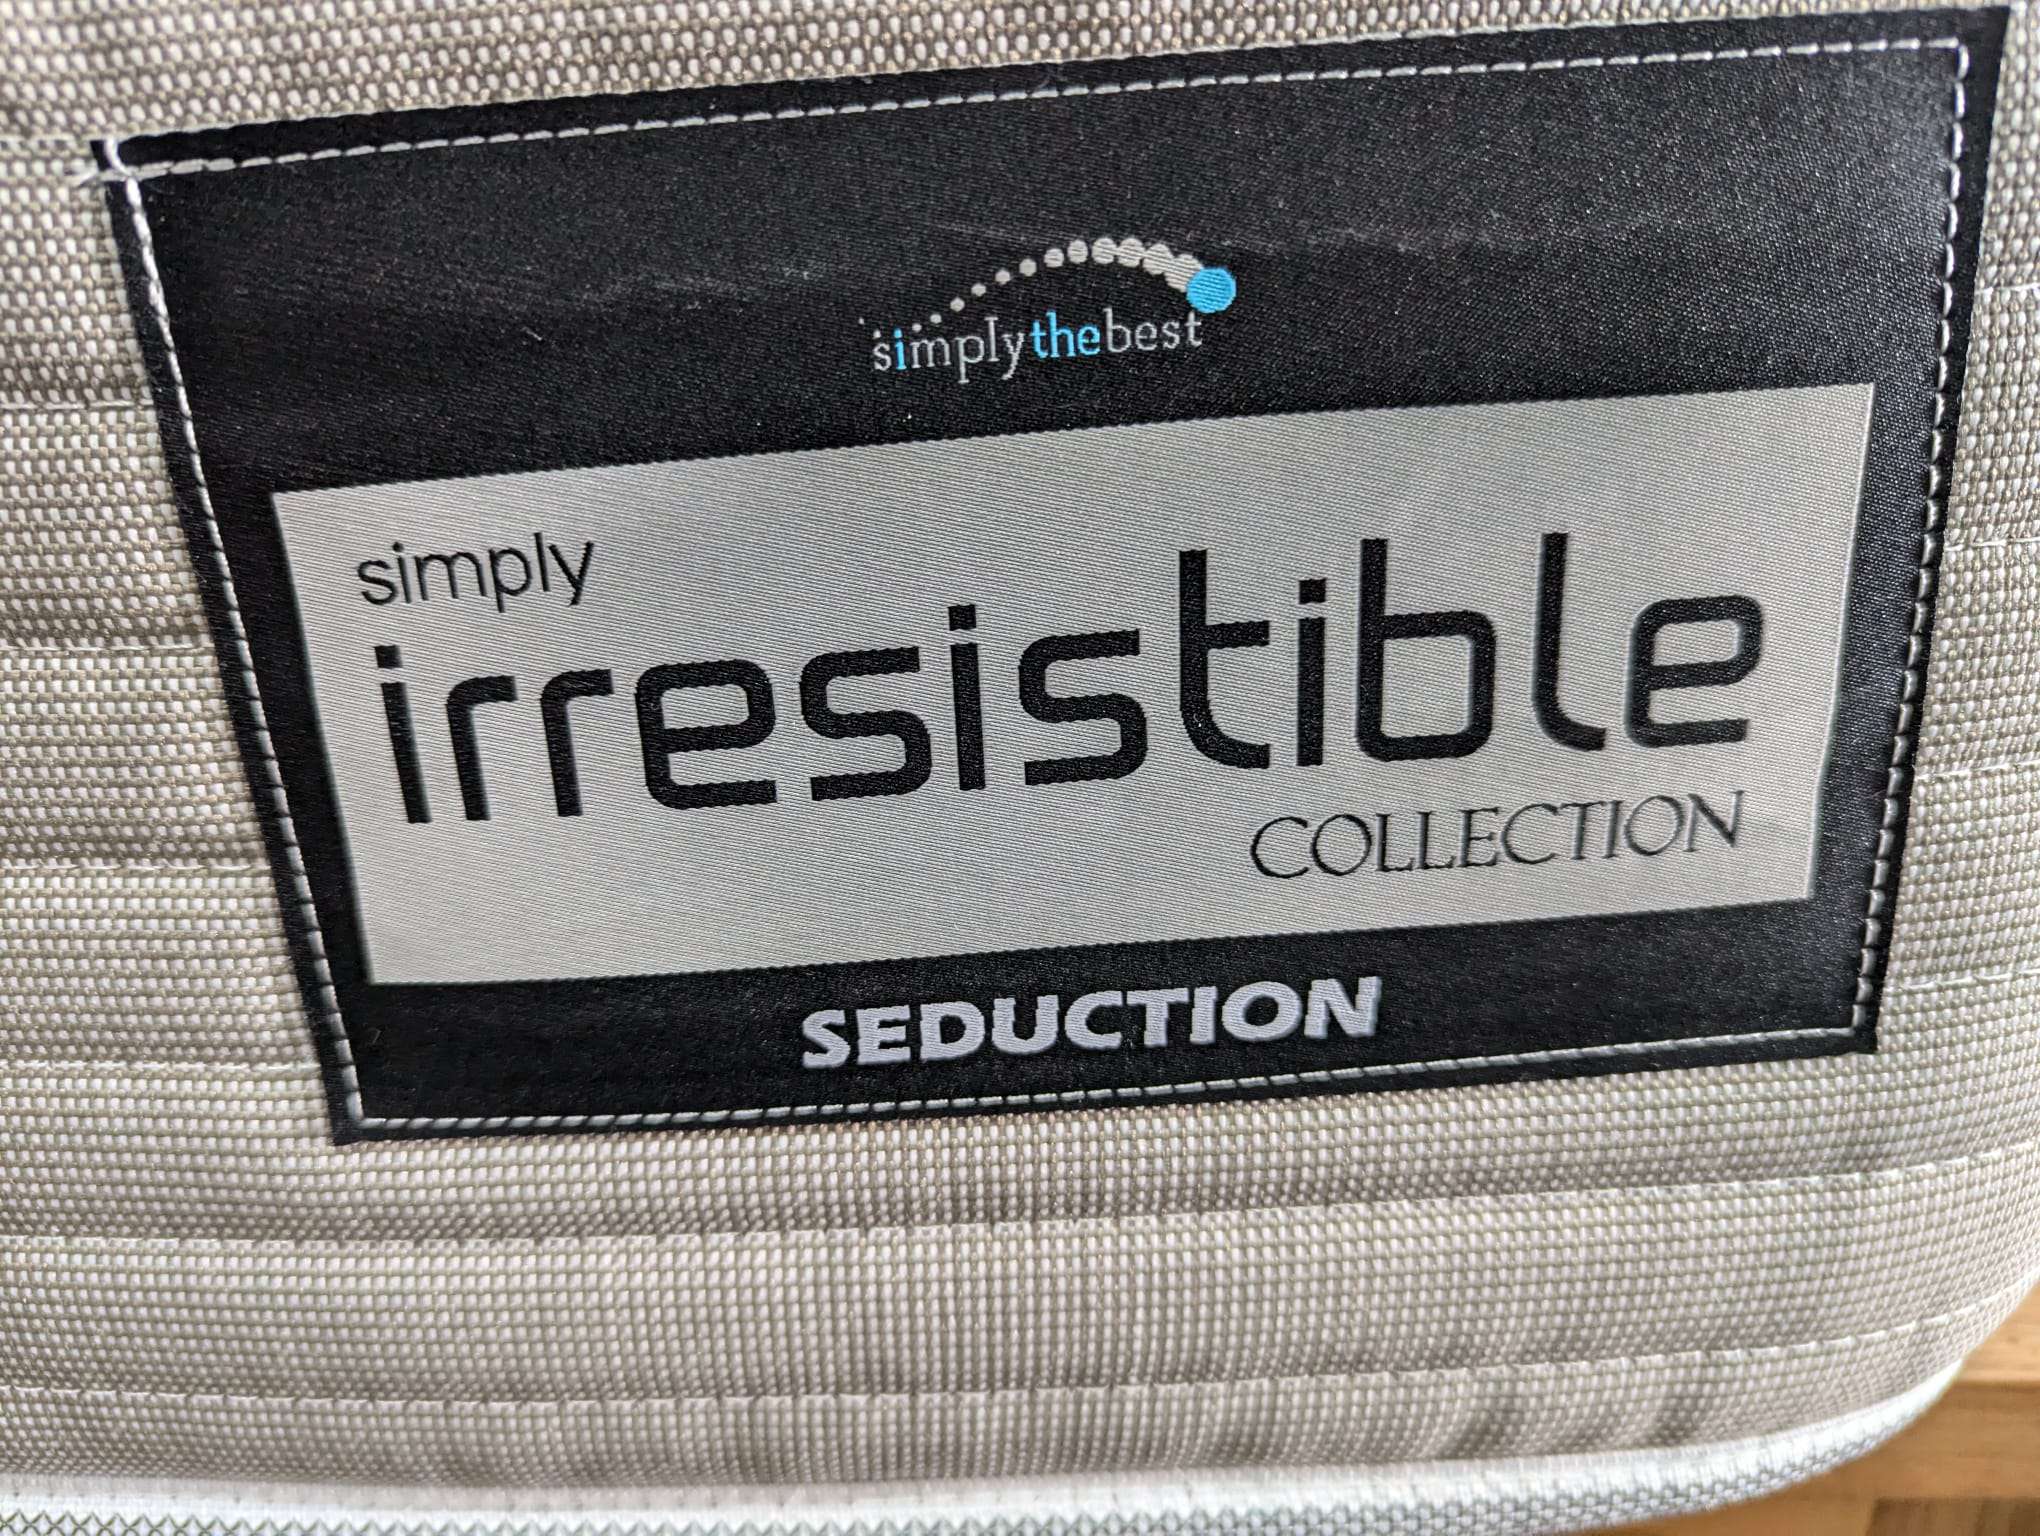 simplythebest
simply
irresistible
COLLECTION
SEDUCTION